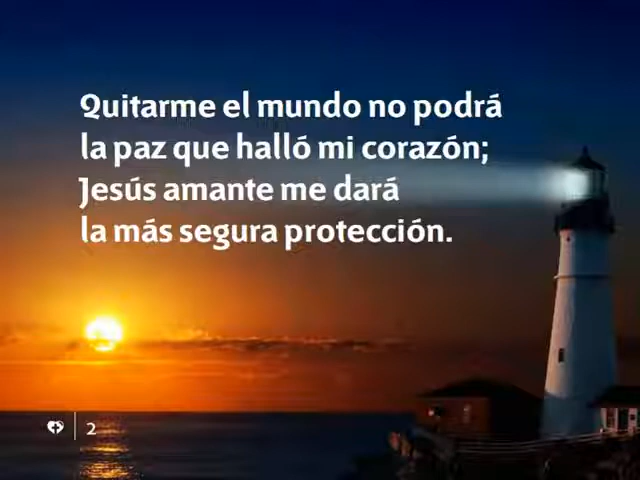 Quitarme el mundo no podrá
la paz que halló mi corazón;
Jesús amante me dará
la más segura protección.
2